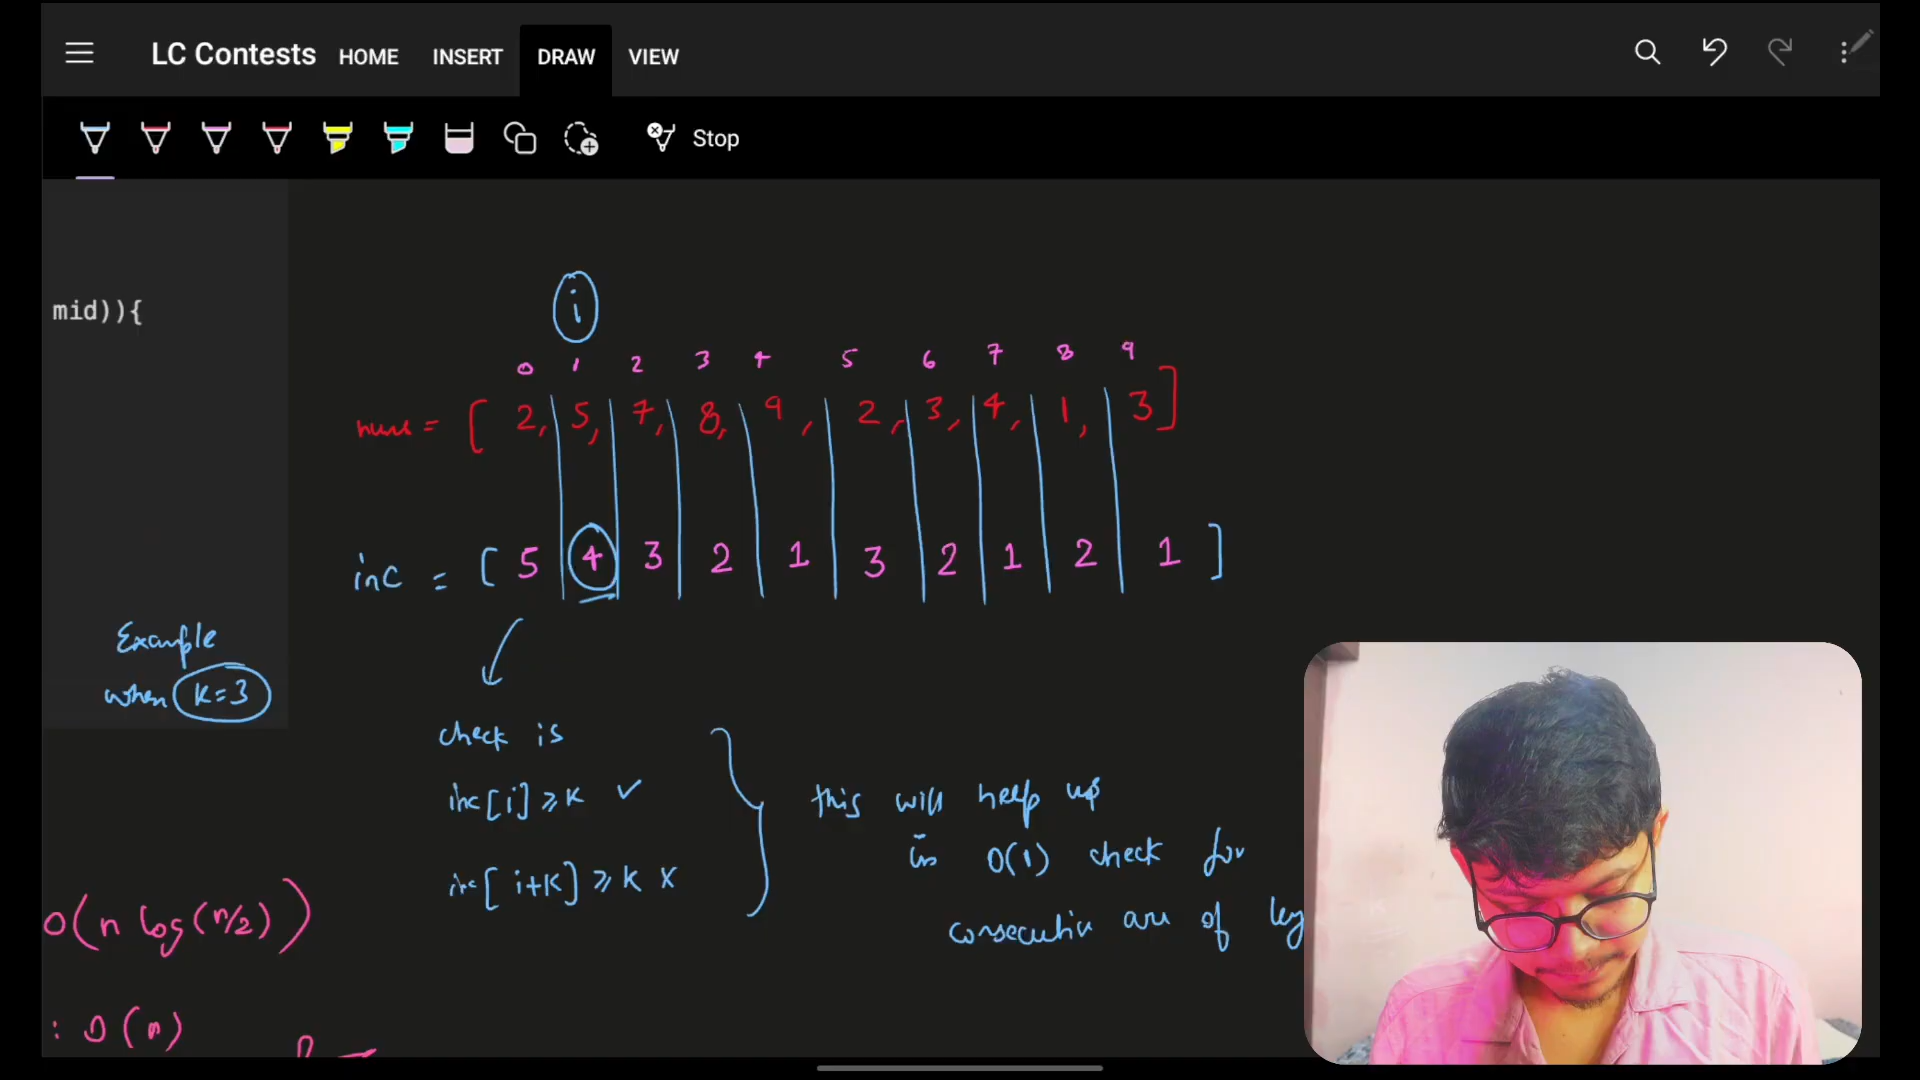 LC Contests HOME INSERT DRAW VIEW
Stop
mid)){
i
0 1 2 3 4 5 6 7 8 9
nums = [ 2, 5, 7, 8, 9, 2, 3, 4, 1, 3 ]
inc = [ 5 4 3 2 1 3 2 1 2 1 ]
Example
when K=3
check is
inc[i] ≥ K ✓
inc[i+K] ≥ K X
this will help us
in O(1) check for
consecutive are of
O(n log(n/2))
: O(n)